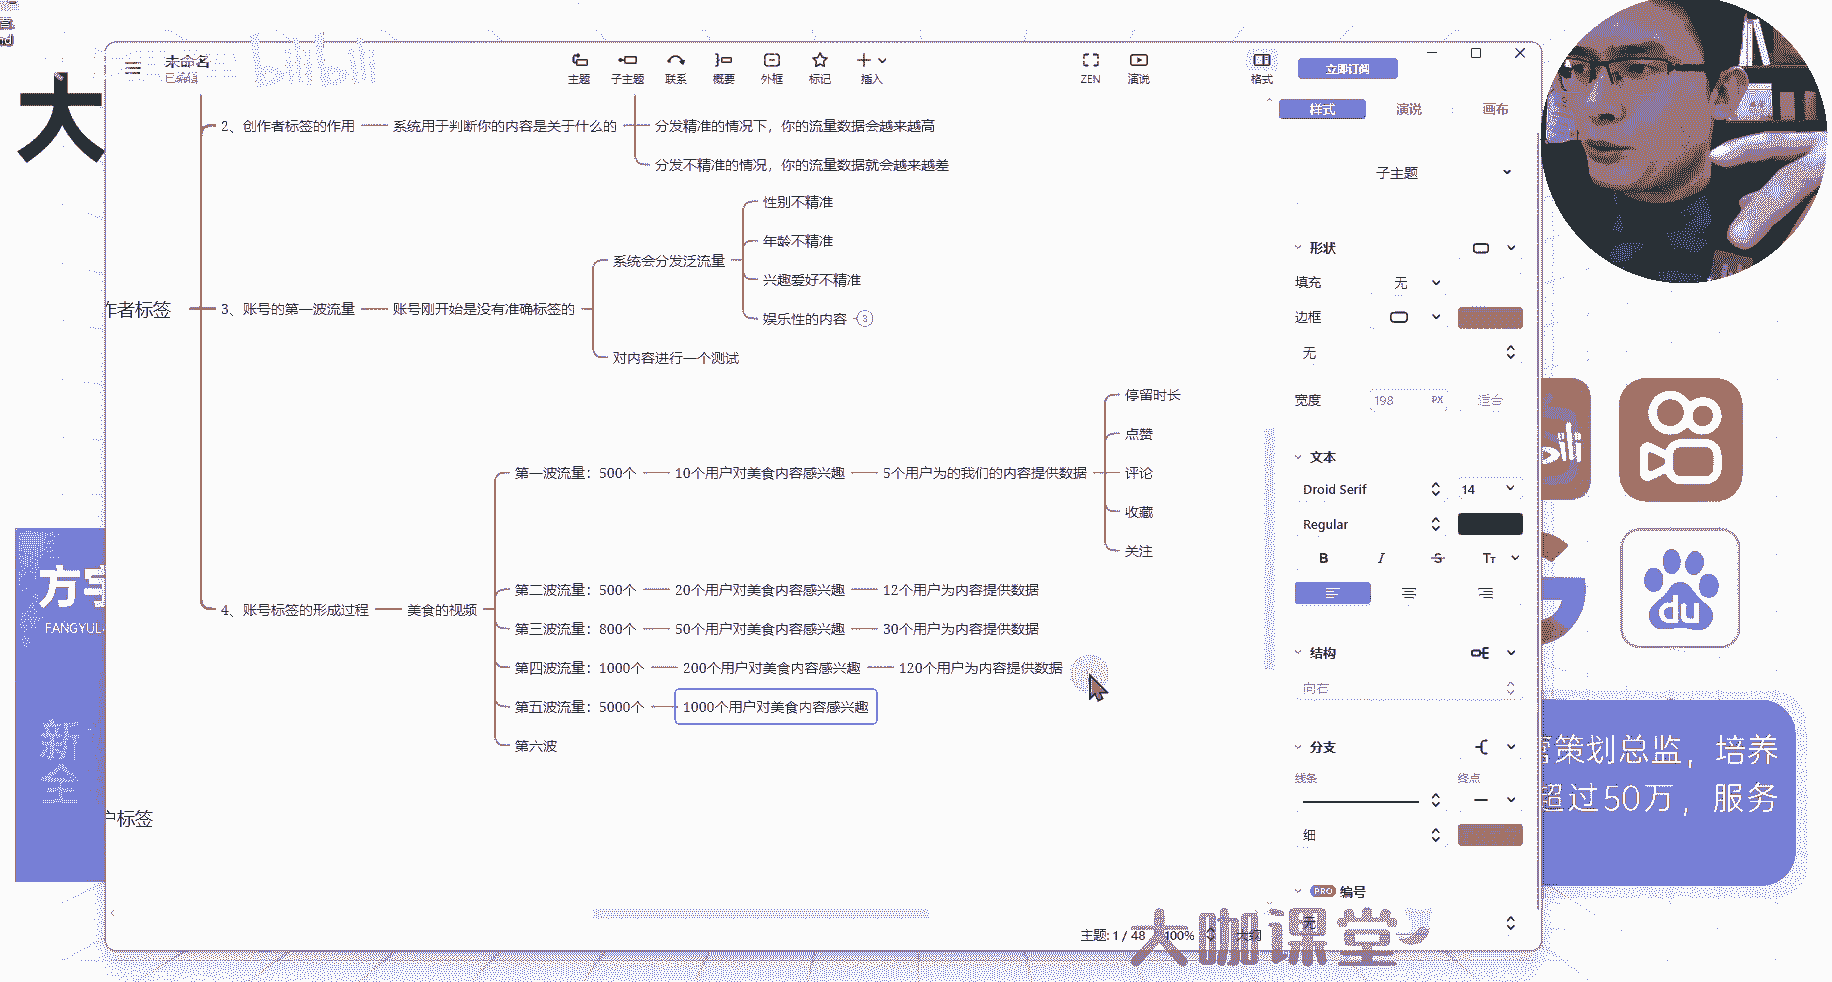 大
bilibili
未命名
已编辑
主题
子主题
联系
概要
外框
标记
插入
ZEN
演说
格式
立即订阅
样式
演说
画布
2、创作者标签的作用
系统用于判断你的内容是关于什么的
分发精准的情况下，你的流量数据会越来越高
分发不精准的情况，你的流量数据就会越来越差
作者标签
3、账号的第一波流量
账号刚开始是没有准确标签的
系统会分发泛流量
性别不精准
年龄不精准
兴趣爱好不精准
娱乐性的内容
3
对内容进行一个测试
4、账号标签的形成过程
美食的视频
第一波流量：500个
10个用户对美食内容感兴趣
5个用户为的我们的内容提供数据
停留时长
点赞
评论
收藏
关注
第二波流量：500个
20个用户对美食内容感兴趣
12个用户为内容提供数据
第三波流量：800个
50个用户对美食内容感兴趣
30个用户为内容提供数据
第四波流量：1000个
200个用户对美食内容感兴趣
120个用户为内容提供数据
第五波流量：5000个
1000个用户对美食内容感兴趣
第六波
户标签
子主题
形状
填充
无
边框
无
宽度
198
PX
适合
文本
Droid Serif
14
Regular
B
I
S
TT
结构
向右
分支
线条
终点
细
PRO
编号
无
主题: 1 / 48
100%
大纲
大咖课堂
方宇
FANGYU
新
全
du
策划总监，培养
超过50万，服务